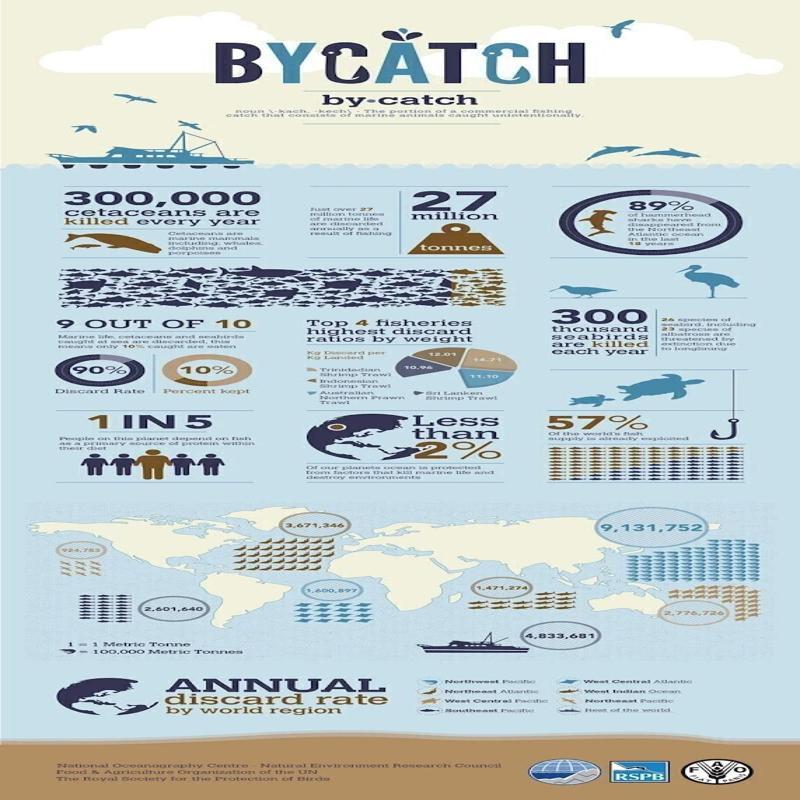 BYCATCH
by•catch
noun \-kach, -kech\ - The portion of a commercial fishing
catch that consists of marine animals caught unintentionally.
300,000
cetaceans are
killed every year
Cetaceans are
marine mammals
including: whales,
dolphins and
porpoises
Just over 27
million tonnes
of marine life
are discarded
annually as a
result of fishing
27
million
tonnes
89%
of hammerhead
sharks have
disappeared from
the Northeast
Atlantic ocean
in the last
18 years
9 OUT OF 10
Marine life, cetaceans and seabirds
caught at sea are discarded, this
means only 10% caught are eaten
90%
Discard Rate
10%
Percent kept
Top 4 fisheries
highest discard
ratios by weight
Kg Discard per
Kg Landed
Trinidadian
Shrimp Trawl
Indonesian
Shrimp Trawl
Australian
Northern Prawn
Trawl
Sri Lanken
Shrimp Trawl
12.01
14.71
10.96
11.10
300
thousand
seabirds
are killed
each year
26 species of
seabird, including
23 species of
albatross are
threatened by
extinction due
to longlining
1 IN 5
People on this planet depend on fish
as a primary source of protein within
their diet
Less
than
2%
Of our planets ocean is protected
from factors that kill marine life and
destroy environments
57%
Of the world's fish
supply is already exploited
924,783
3,671,346
9,131,752
2,601,640
1,600,897
1,471,274
2,776,726
4,833,681
1 = 1 Metric Tonne
= 100,000 Metric Tonnes
ANNUAL
discard rate
by world region
Northwest Pacific
Northeast Atlantic
West Central Pacific
Southeast Pacific
West Central Atlantic
West Indian Ocean
Northeast Pacific
Rest of the world
National Oceanography Centre - Natural Environment Research Council
Food & Agriculture Organization of the UN
The Royal Society for the Protection of Birds
RSPB
F A O